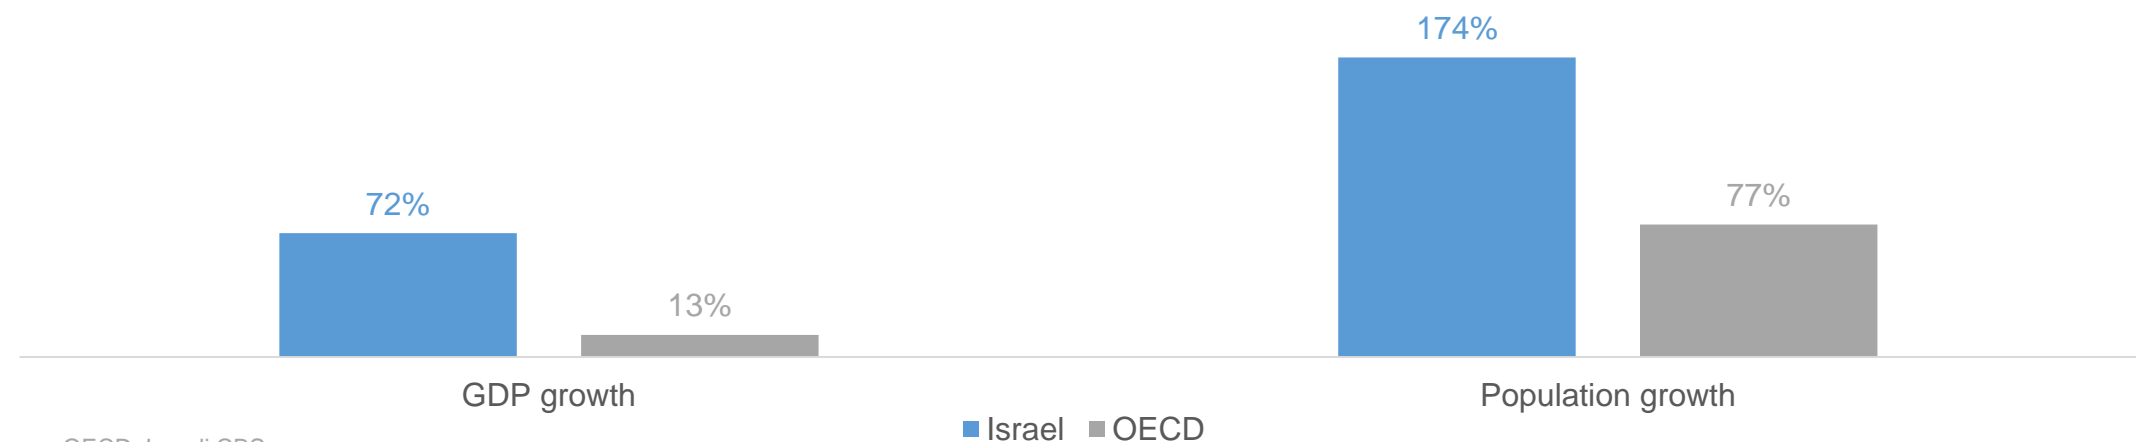 174%
72%
77%
13%
GDP growth
Population growth
Israel
OECD